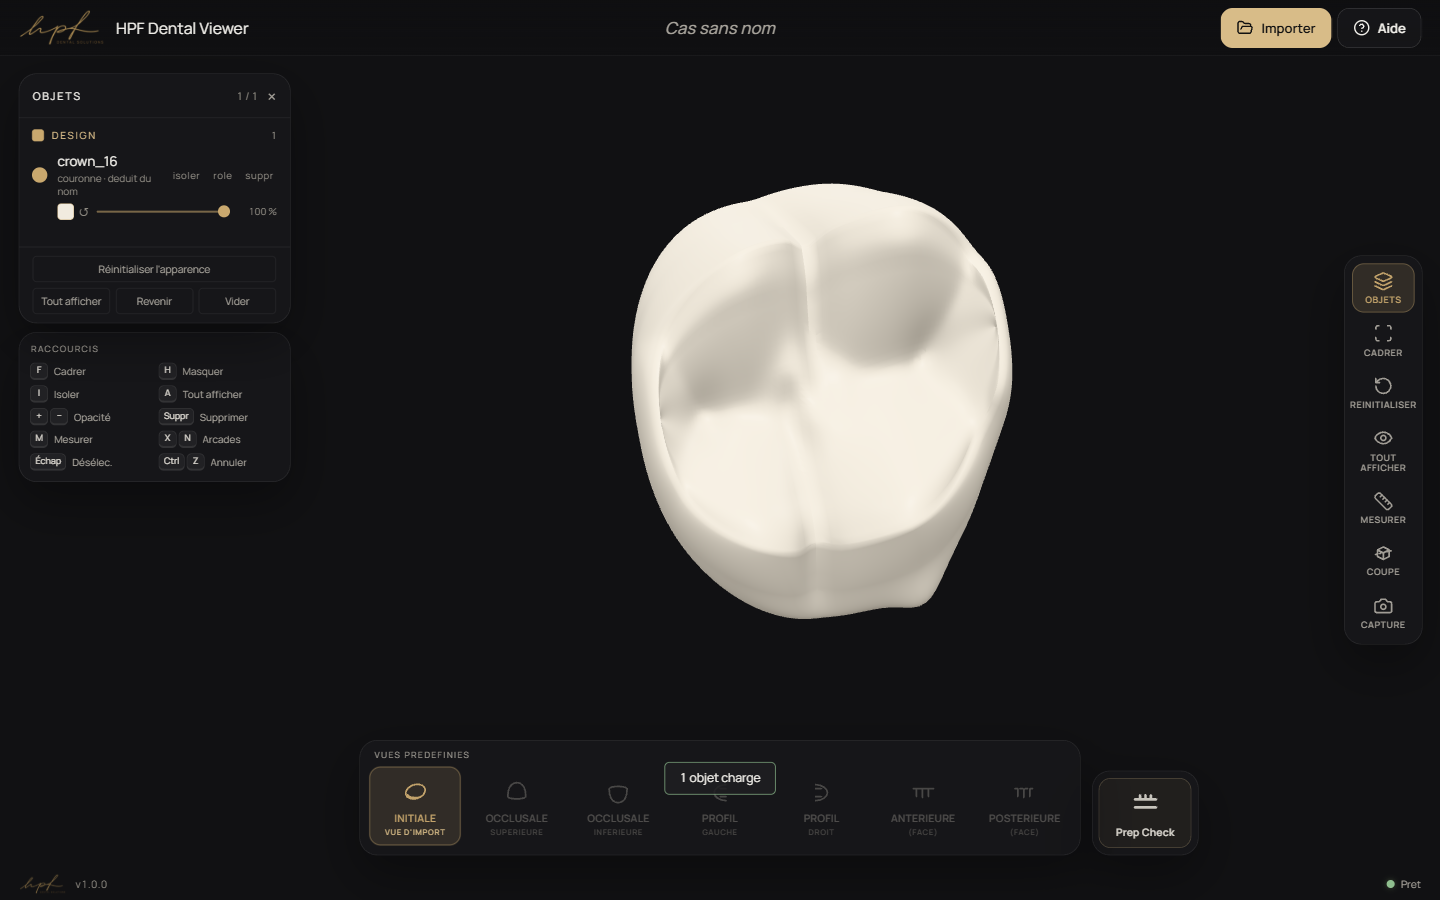 hpf
HPF Dental Viewer
Cas sans nom
Importer
Aide
OBJETS
1 / 1 ×
DESIGN
1
crown_16
couronne · deduit du
nom
isoler role suppr
100 %
Réinitialiser l'apparence
Tout afficher
Revenir
Vider
RACCOURCIS
F Cadrer
H Masquer
I Isoler
A Tout afficher
+ − Opacité
Suppr Supprimer
M Mesurer
X N Arcades
Échap Désélec.
Ctrl Z Annuler
OBJETS
CADRER
REINITIALISER
TOUT
AFFICHER
MESURER
COUPE
CAPTURE
VUES PREDEFINIES
1 objet charge
INITIALE
VUE D'IMPORT
OCCLUSALE
SUPERIEURE
OCCLUSALE
INFERIEURE
PROFIL
GAUCHE
PROFIL
DROIT
ANTERIEURE
(FACE)
POSTERIEURE
(FACE)
Prep Check
hpf
v1.0.0
Pret